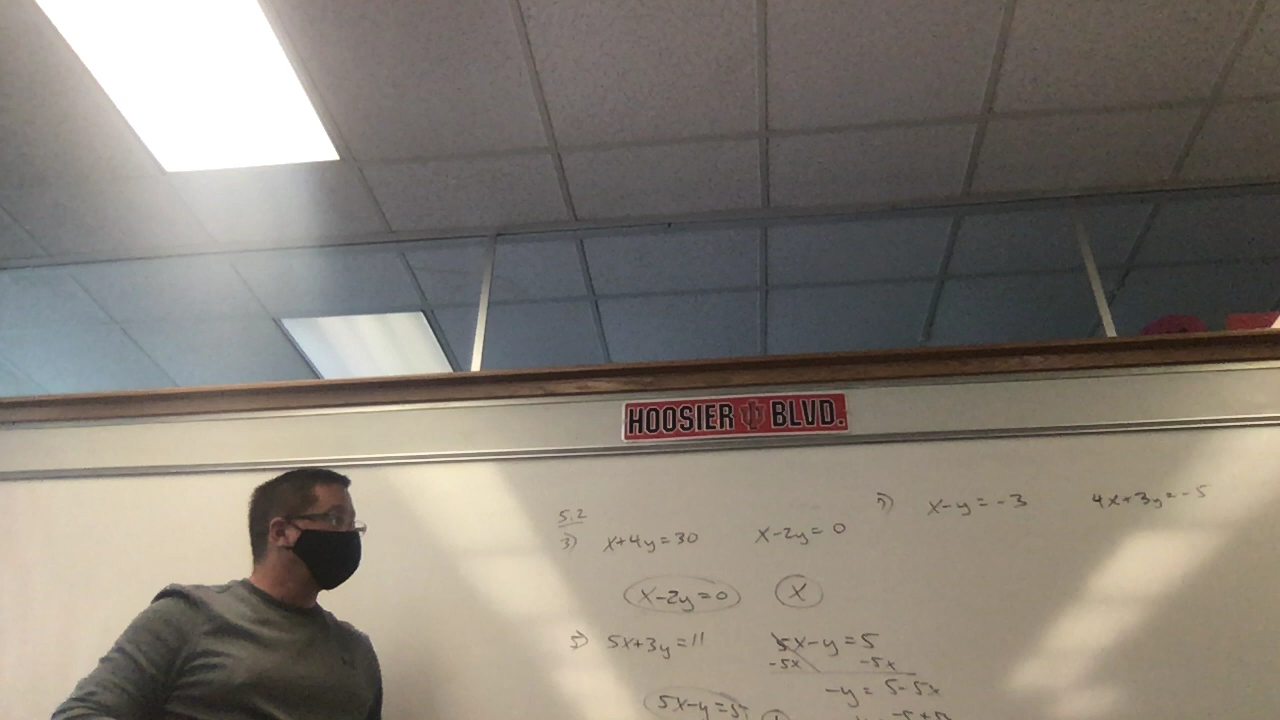 HOOSIER BLVD.
5.2
3) x+4y=30 x-2y=0
x-2y=0 x
5) 5x+3y=11 5x-y=5
-5x -5x
-y = 5-5x
5x-y=5
7) x-y=-3 4x+3y=-5